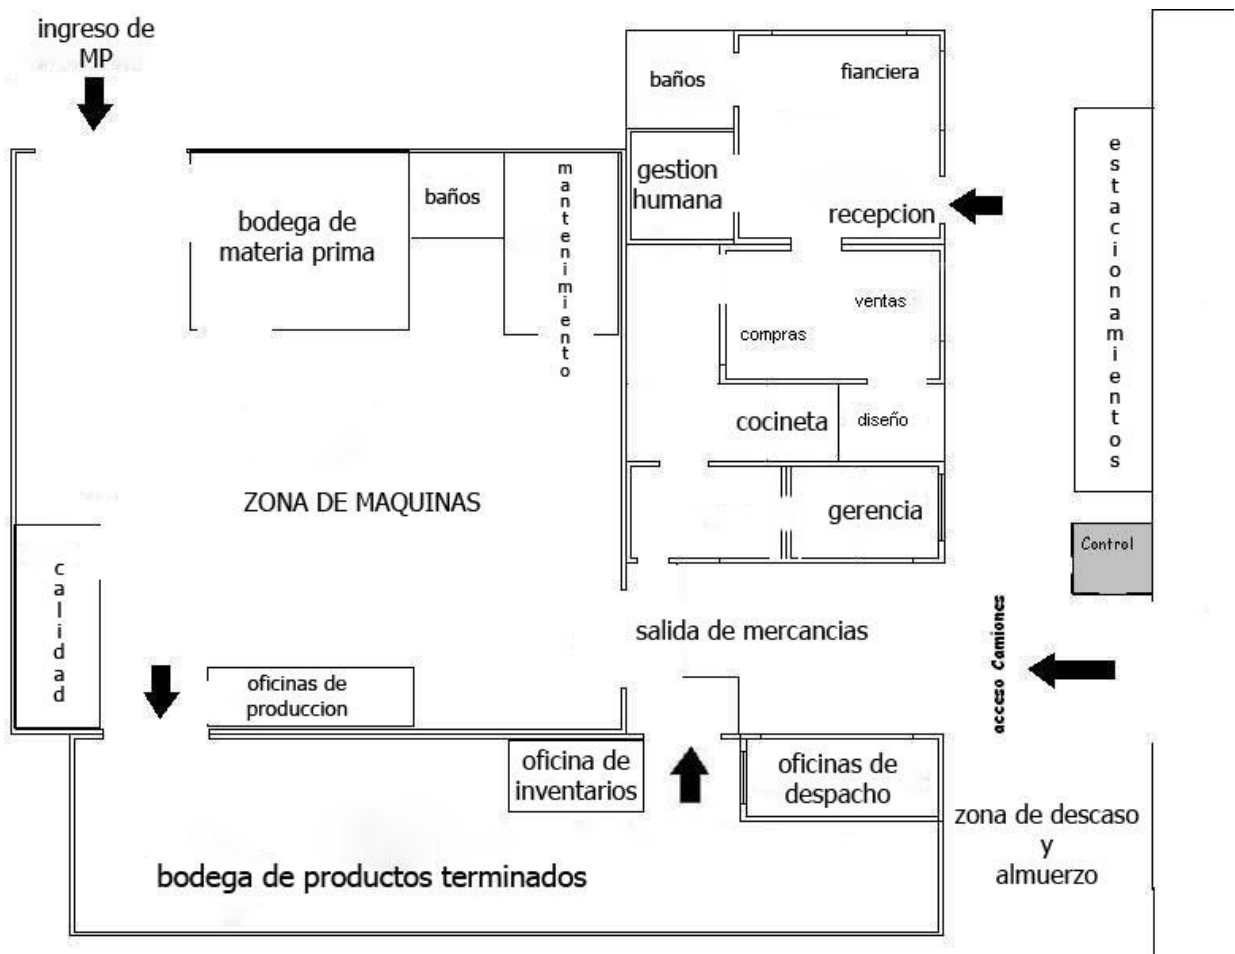 ingreso de
MP
baños
fianciera
gestion
humana
recepcion
estacionamientos
bodega de
materia prima
baños
mantenimiento
ventas
compras
cocineta
diseño
ZONA DE MAQUINAS
gerencia
Control
calidad
salida de mercancias
acceso Camiones
oficinas de
produccion
oficina de
inventarios
oficinas de
despacho
zona de descaso
y
almuerzo
bodega de productos terminados